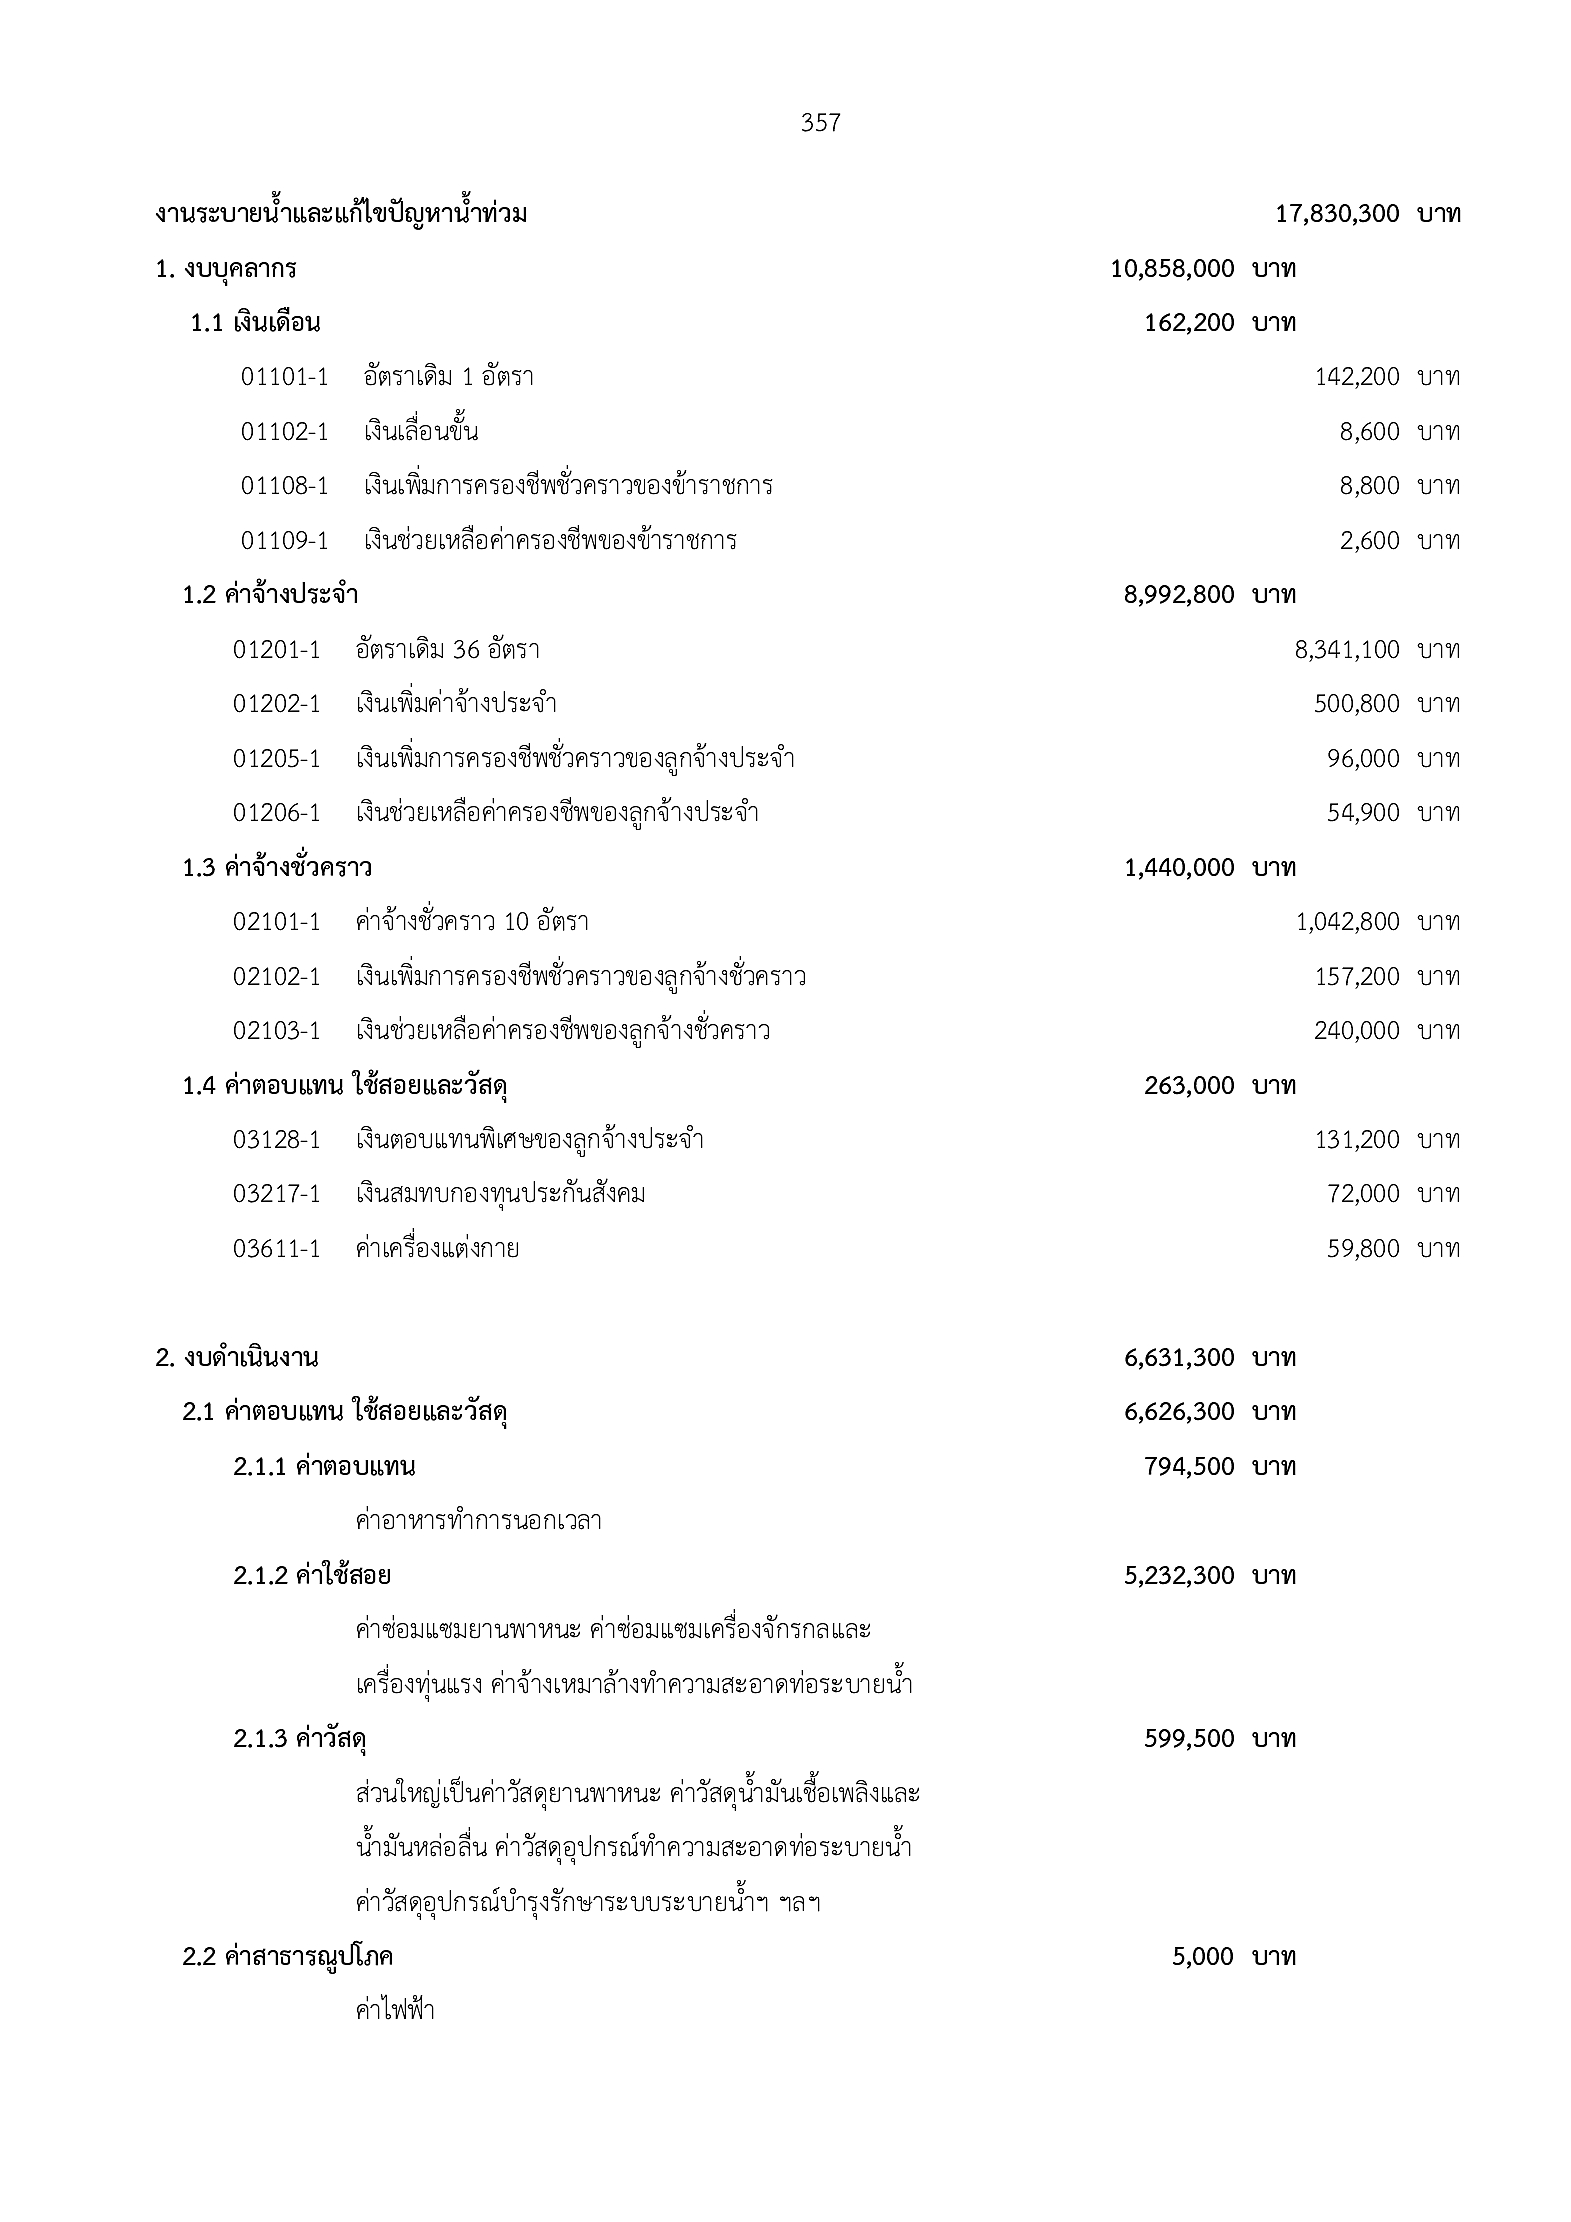 357
งานระบายน้ำและแก้ไขปัญหาน้ำท่วม 17,830,300 บาท
1. งบบุคลากร 10,858,000 บาท
1.1 เงินเดือน 162,200 บาท
01101-1 อัตราเดิม 1 อัตรา 142,200 บาท
01102-1 เงินเลื่อนขั้น 8,600 บาท
01108-1 เงินเพิ่มการครองชีพชั่วคราวของข้าราชการ 8,800 บาท
01109-1 เงินช่วยเหลือค่าครองชีพของข้าราชการ 2,600 บาท
1.2 ค่าจ้างประจำ 8,992,800 บาท
01201-1 อัตราเดิม 36 อัตรา 8,341,100 บาท
01202-1 เงินเพิ่มค่าจ้างประจำ 500,800 บาท
01205-1 เงินเพิ่มการครองชีพชั่วคราวของลูกจ้างประจำ 96,000 บาท
01206-1 เงินช่วยเหลือค่าครองชีพของลูกจ้างประจำ 54,900 บาท
1.3 ค่าจ้างชั่วคราว 1,440,000 บาท
02101-1 ค่าจ้างชั่วคราว 10 อัตรา 1,042,800 บาท
02102-1 เงินเพิ่มการครองชีพชั่วคราวของลูกจ้างชั่วคราว 157,200 บาท
02103-1 เงินช่วยเหลือค่าครองชีพของลูกจ้างชั่วคราว 240,000 บาท
1.4 ค่าตอบแทน ใช้สอยและวัสดุ 263,000 บาท
03128-1 เงินตอบแทนพิเศษของลูกจ้างประจำ 131,200 บาท
03217-1 เงินสมทบกองทุนประกันสังคม 72,000 บาท
03611-1 ค่าเครื่องแต่งกาย 59,800 บาท
2. งบดำเนินงาน 6,631,300 บาท
2.1 ค่าตอบแทน ใช้สอยและวัสดุ 6,626,300 บาท
2.1.1 ค่าตอบแทน 794,500 บาท
ค่าอาหารทำการนอกเวลา
2.1.2 ค่าใช้สอย 5,232,300 บาท
ค่าซ่อมแซมยานพาหนะ ค่าซ่อมแซมเครื่องจักรกลและ
เครื่องทุ่นแรง ค่าจ้างเหมาล้างทำความสะอาดท่อระบายน้ำ
2.1.3 ค่าวัสดุ 599,500 บาท
ส่วนใหญ่เป็นค่าวัสดุยานพาหนะ ค่าวัสดุน้ำมันเชื้อเพลิงและ
น้ำมันหล่อลื่น ค่าวัสดุอุปกรณ์ทำความสะอาดท่อระบายน้ำ
ค่าวัสดุอุปกรณ์บำรุงรักษาระบบระบายน้ำฯ ฯลฯ
2.2 ค่าสาธารณูปโภค 5,000 บาท
ค่าไฟฟ้า